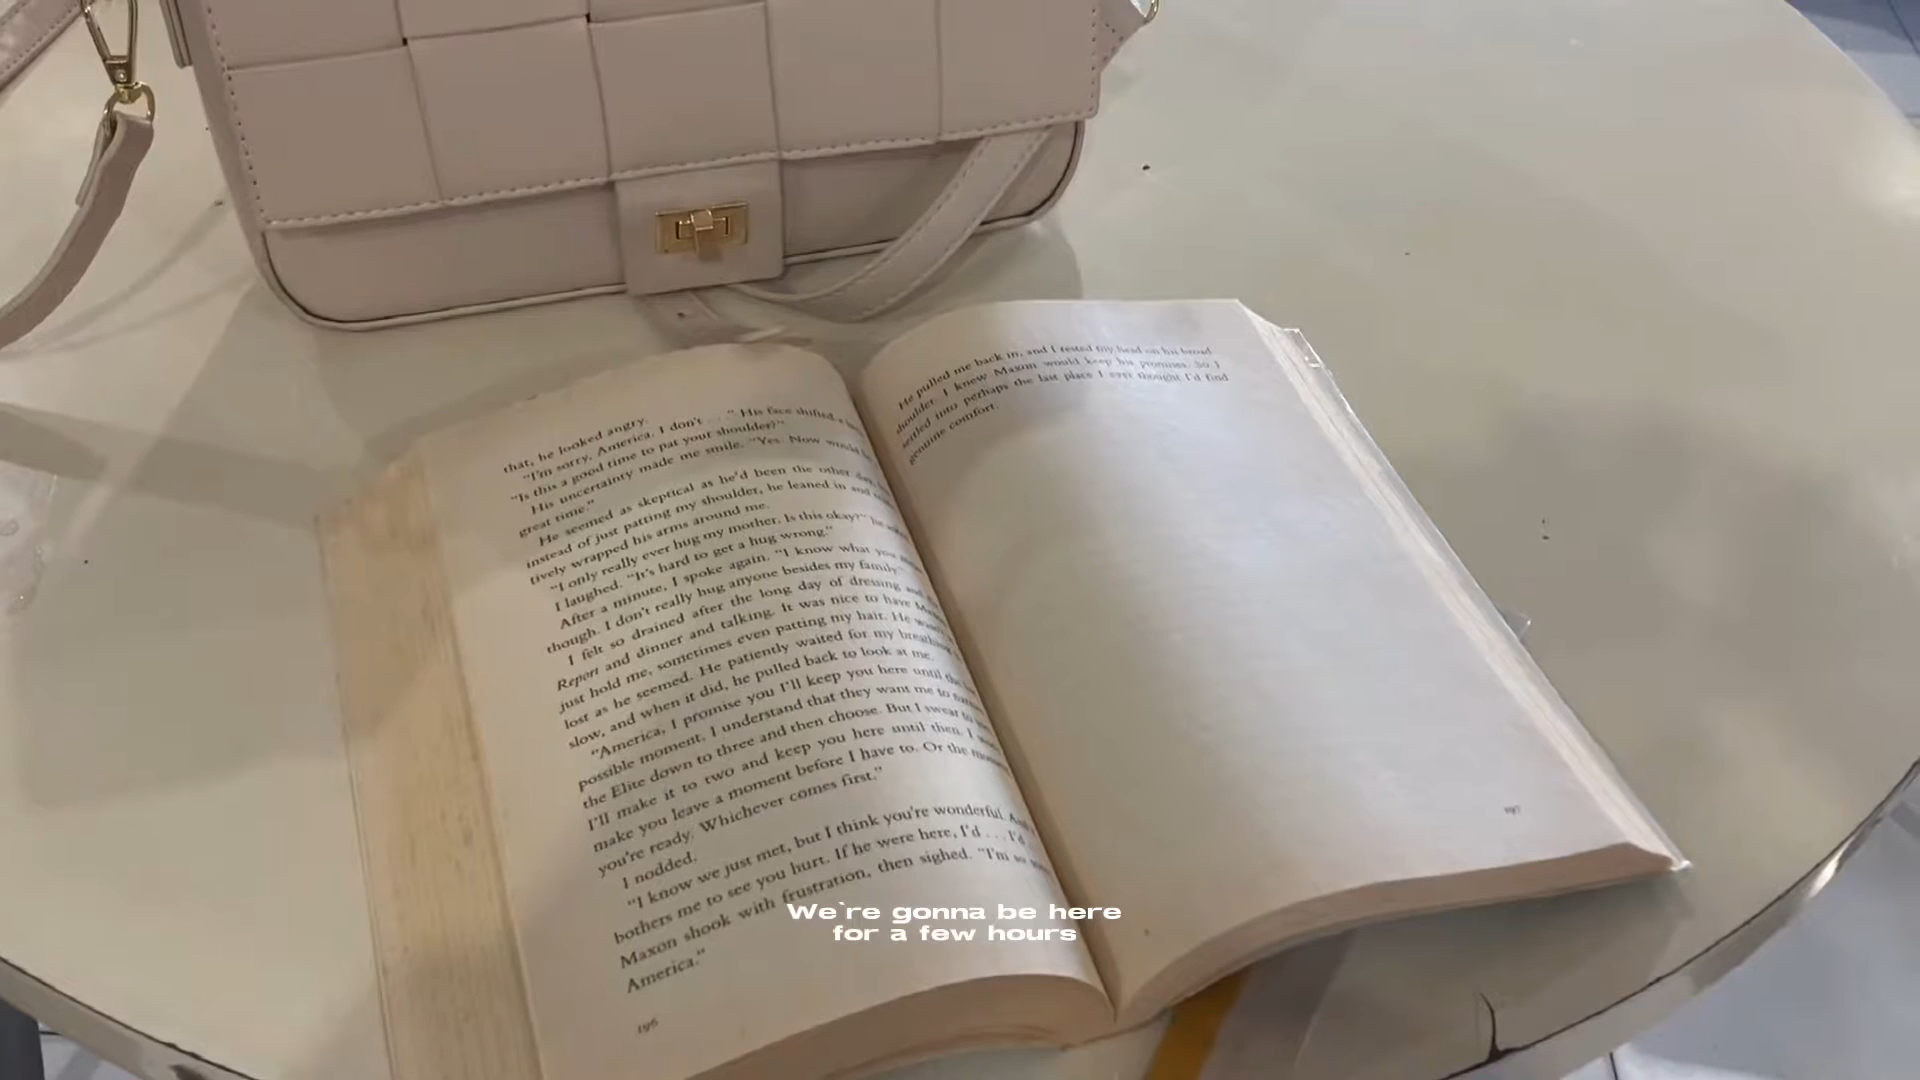 that, he looked angry.
"I'm sorry, America. I don't . . ." His face shifted a
"Is this a good time to pat your shoulder?"
His uncertainty made me smile. "Yes. Now would
great time."
He seemed as skeptical as he'd been the other day,
instead of just patting my shoulder, he leaned in and
tively wrapped his arms around me.
"I only really ever hug my mother. Is this okay?" he
I laughed. "It's hard to get a hug wrong."
After a minute, I spoke again. "I know what you
though. I don't really hug anyone besides my family."
I felt so drained after the long day of dressing and
Report and dinner and talking. It was nice to have
just hold me, sometimes even patting my hair. He
lost as he seemed. He patiently waited for my breathing
slow, and when it did, he pulled back to look at me.
"America, I promise you I'll keep you here until the
possible moment. I understand that they want me to
the Elite down to three and then choose. But I swear to
I'll make it to two and keep you here until then. I
make you leave a moment before I have to. Or the
you're ready. Whichever comes first."
I nodded.
"I know we just met, but I think you're wonderful.
bothers me to see you hurt. If he were here, I'd . . . I'd
Maxon shook with frustration, then sighed. "I'm so
America."
196
He pulled me back in, and I rested my head on his broad
shoulder. I knew Maxon would keep his promises. So I
settled into perhaps the last place I ever thought I'd find
genuine comfort.
197
We're gonna be here
for a few hours